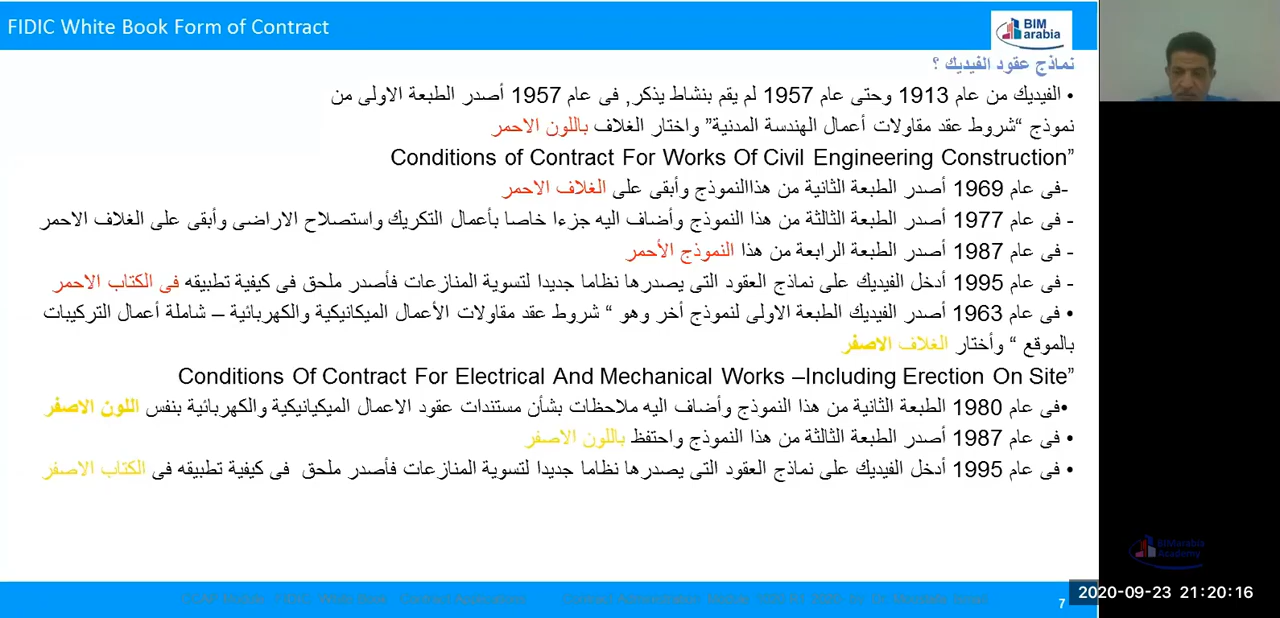 FIDIC White Book Form of Contract
BIM
arabia
نماذج عقود الفيديك ؟
• الفيديك من عام 1913 وحتى عام 1957 لم يقم بنشاط يذكر, فى عام 1957 أصدر الطبعة الاولى من
نموذج “شروط عقد مقاولات أعمال الهندسة المدنية” واختار الغلاف باللون الاحمر
Conditions of Contract For Works Of Civil Engineering Construction”
-فى عام 1969 أصدر الطبعة الثانية من هذاالنموذج وأبقى على الغلاف الاحمر
- فى عام 1977 أصدر الطبعة الثالثة من هذا النموذج وأضاف اليه جزءا خاصا بأعمال التكريك واستصلاح الاراضى وأبقى على الغلاف الاحمر
- فى عام 1987 أصدر الطبعة الرابعة من هذا النموذج الأحمر
- فى عام 1995 أدخل الفيديك على نماذج العقود التى يصدرها نظاما جديدا لتسوية المنازعات فأصدر ملحق فى كيفية تطبيقه فى الكتاب الاحمر
• فى عام 1963 أصدر الفيديك الطبعة الاولى لنموذج أخر وهو “ شروط عقد مقاولات الأعمال الميكانيكية والكهربائية – شاملة أعمال التركيبات
بالموقع “ وأختار الغلاف الاصفر
Conditions Of Contract For Electrical And Mechanical Works –Including Erection On Site”
•فى عام 1980 الطبعة الثانية من هذا النموذج وأضاف اليه ملاحظات بشأن مستندات عقود الاعمال الميكيانيكية والكهربائية بنفس اللون الاصفر
• فى عام 1987 أصدر الطبعة الثالثة من هذا النموذج واحتفظ باللون الاصفر
• فى عام 1995 أدخل الفيديك على نماذج العقود التى يصدرها نظاما جديدا لتسوية المنازعات فأصدر ملحق فى كيفية تطبيقه فى الكتاب الاصفر
BIMarabia
Academy
7
2020-09-23 21:20:16